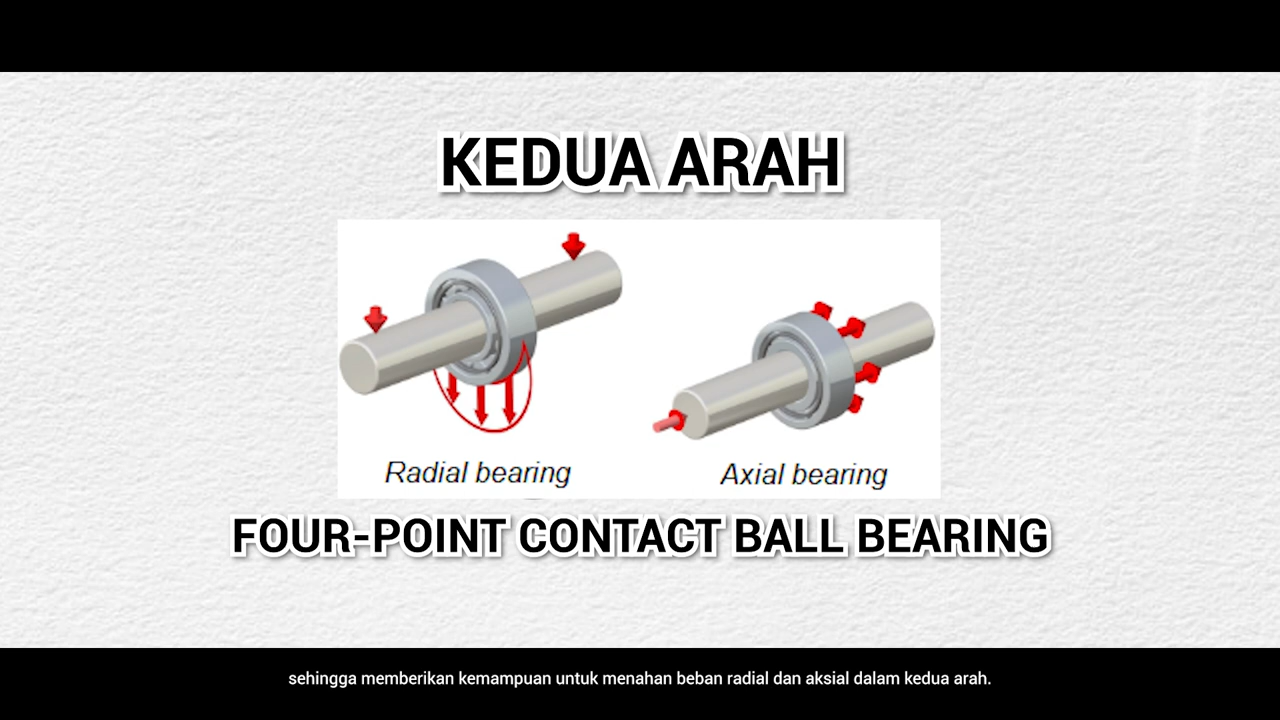 KEDUA ARAH
Radial bearing
Axial bearing
FOUR-POINT CONTACT BALL BEARING
sehingga memberikan kemampuan untuk menahan beban radial dan aksial dalam kedua arah.